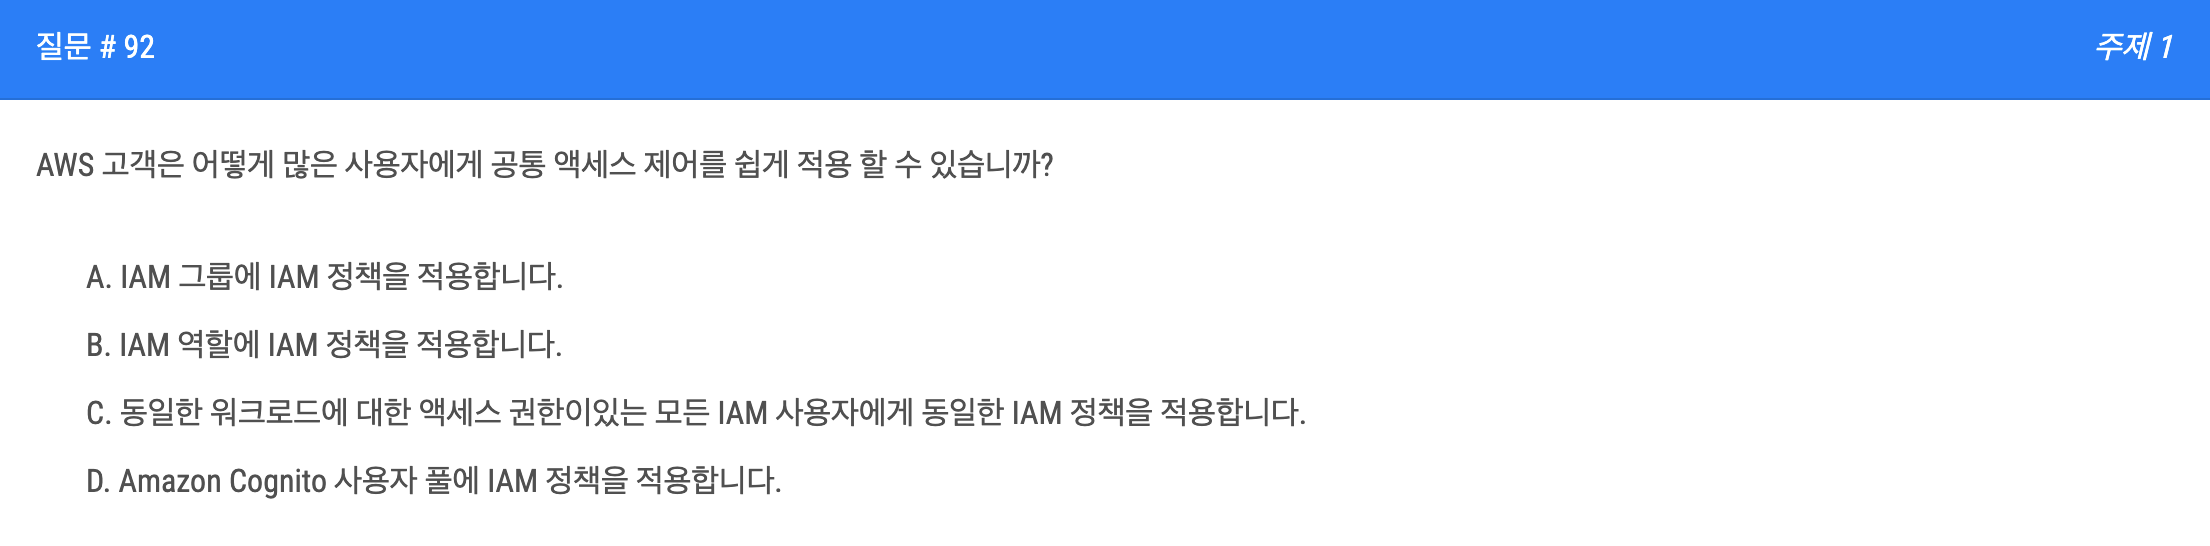 질문 # 92
주제 1
AWS 고객은 어떻게 많은 사용자에게 공통 액세스 제어를 쉽게 적용 할 수 있습니까?
A. IAM 그룹에 IAM 정책을 적용합니다.
B. IAM 역할에 IAM 정책을 적용합니다.
C. 동일한 워크로드에 대한 액세스 권한이있는 모든 IAM 사용자에게 동일한 IAM 정책을 적용합니다.
D. Amazon Cognito 사용자 풀에 IAM 정책을 적용합니다.